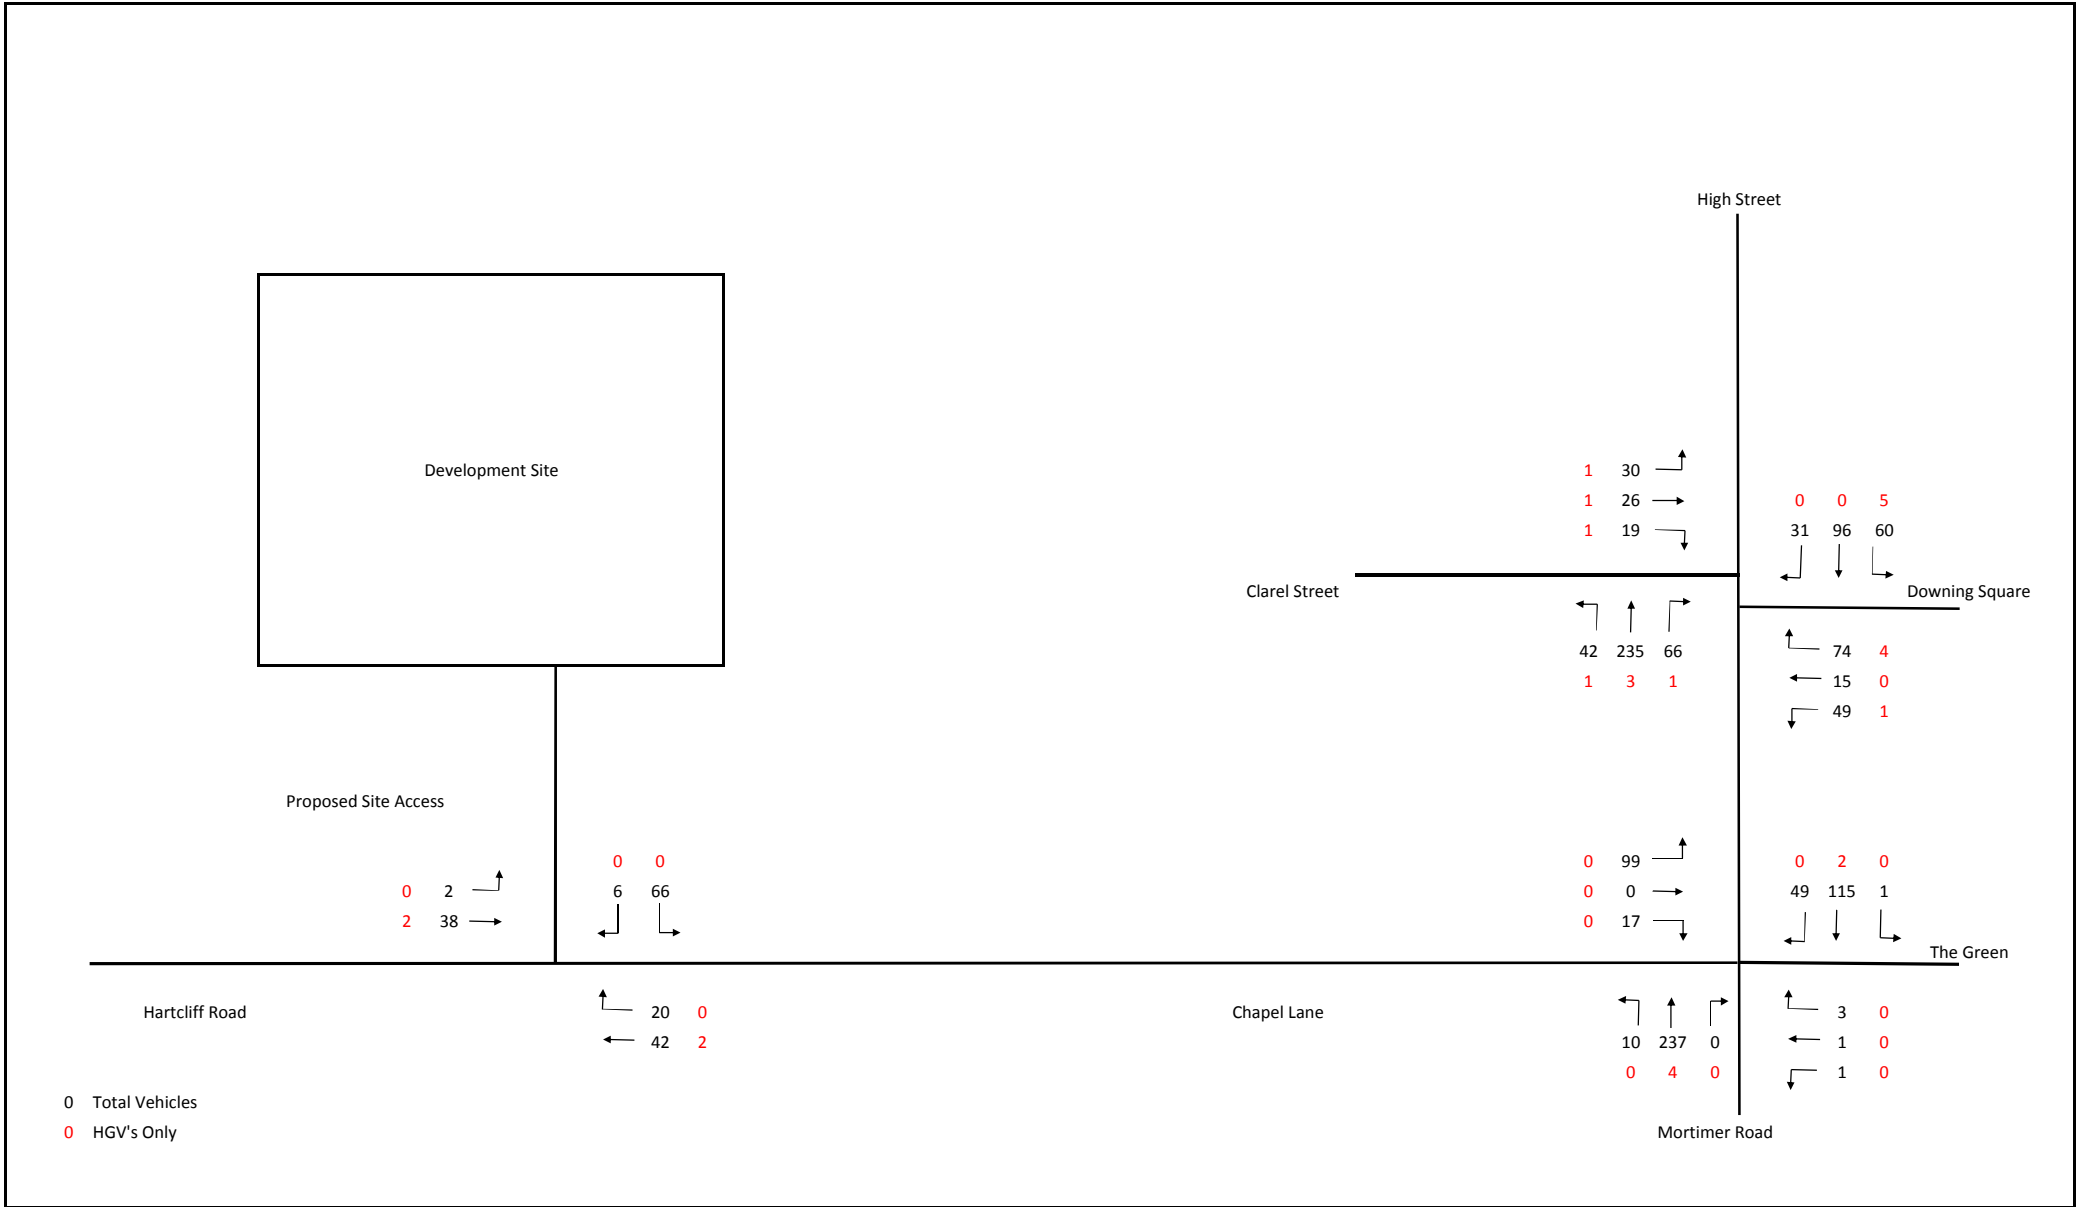 High Street
Development Site
1 30
1 26
1 19
0 0 5
31 96 60
Clarel Street
Downing Square
42 235 66
1 3 1
74 4
15 0
49 1
Proposed Site Access
0 2
2 38
0 0
6 66
0 99
0 0
0 17
0 2 0
49 115 1
The Green
Hartcliff Road
20 0
42 2
Chapel Lane
10 237 0
0 4 0
3 0
1 0
1 0
0 Total Vehicles
0 HGV's Only
Mortimer Road